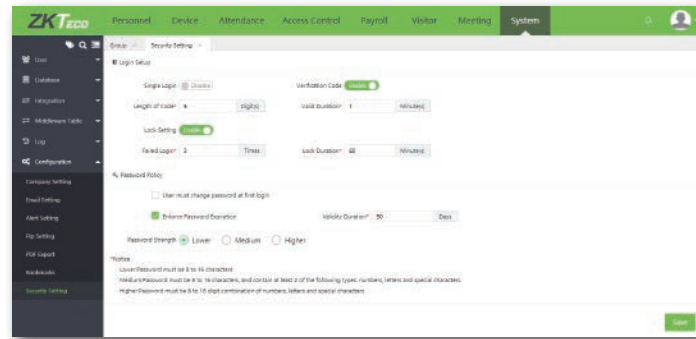 ZKTeco
Personnel Device Attendance Access Control Payroll Visitor Meeting System
Group Security Setting
User
Database
Integration
Middleware Table
Log
Configuration
Company Setting
Email Setting
Alert Setting
Ftp Setting
PDF Export
Bookmarks
Security Setting
Login Setup
Single Login Disable Verification Code Enable
Length of Code* Digit(s) Valid Duration* 1 Minute(s)
Lock Setting Enable
Failed Login* 3 Times Lock Duration* Minute(s)
Password Policy
User must change password at first login
Enforce Password Expiration Validity Duration* Days
Password Strength Lower Medium Higher
*Notes
Lower:Password must be 8 to 16 characters
Medium:Password must be 8 to 16 characters, and contain at least 2 of the following types: numbers, letters and special characters
Higher:Password must be 8 to 16 digit combination of numbers, letters and special characters
Save